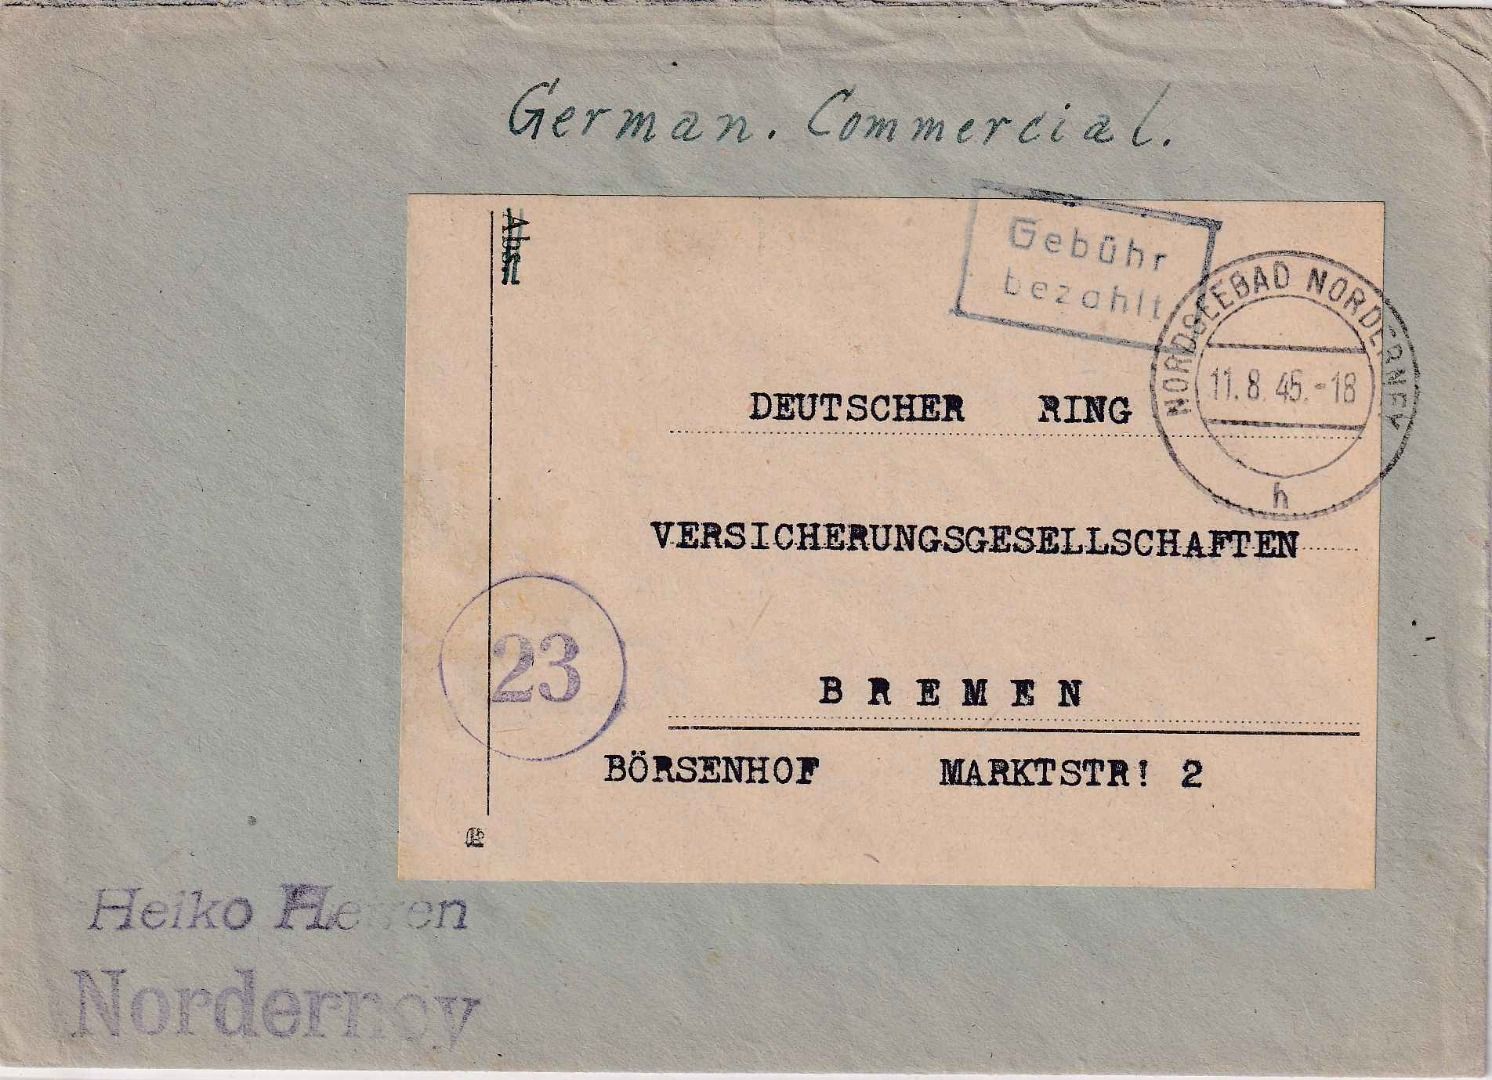 German. Commercial.
Abs.
Gebühr
bezahlt
NORDSEEBAD NORDERNEY
11.8.45.-18
h
DEUTSCHER RING
VERSICHERUNGSGESELLSCHAFTEN
23
BREMEN
BÖRSENHOF MARKTSTR! 2
Heiko
Norderney